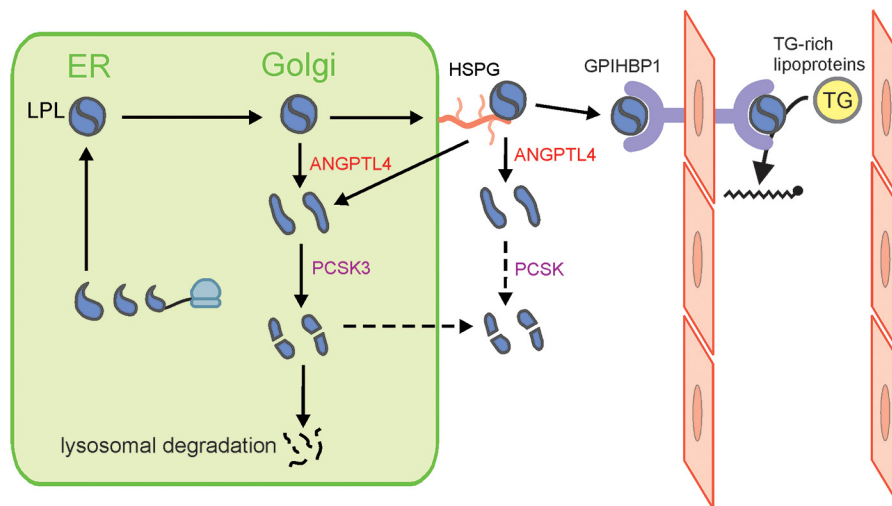 ER
Golgi
LPL
HSPG
GPIHBP1
TG-rich
lipoproteins
TG
ANGPTL4
ANGPTL4
PCSK3
PCSK
lysosomal degradation